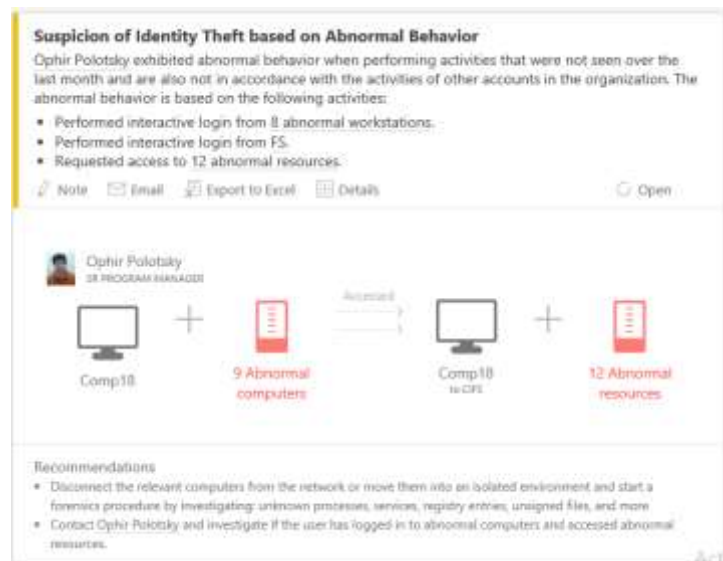 Suspicion of Identity Theft based on Abnormal Behavior
Ophir Polotsky exhibited abnormal behavior when performing activities that were not seen over the
last month and are also not in accordance with the activities of other accounts in the organization. The
abnormal behavior is based on the following activities:
• Performed interactive login from 8 abnormal workstations.
• Performed interactive login from FS.
• Requested access to 12 abnormal resources.
Note Email Export to Excel Details Open
Ophir Polotsky
SR PROGRAM MANAGER
Accessed
Comp18
9 Abnormal
computers
Comp18
to CIFS
12 Abnormal
resources
Recommendations
• Disconnect the relevant computers from the network or move them into an isolated environment and start a
forensics procedure by investigating: unknown processes, services, registry entries, unsigned files, and more
• Contact Ophir Polotsky and investigate if the user has logged in to abnormal computers and accessed abnormal
resources.
Act